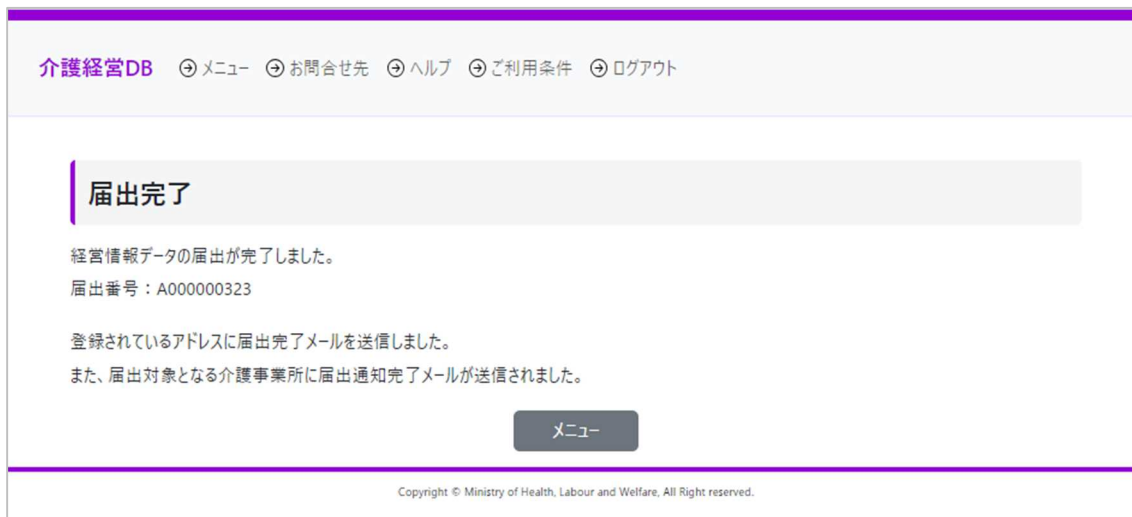 介護経営DB メニュー お問合せ先 ヘルプ ご利用条件 ログアウト
届出完了
経営情報データの届出が完了しました。
届出番号：A000000323
登録されているアドレスに届出完了メールを送信しました。
また、届出対象となる介護事業所に届出通知完了メールが送信されました。
メニュー
Copyright © Ministry of Health, Labour and Welfare, All Right reserved.